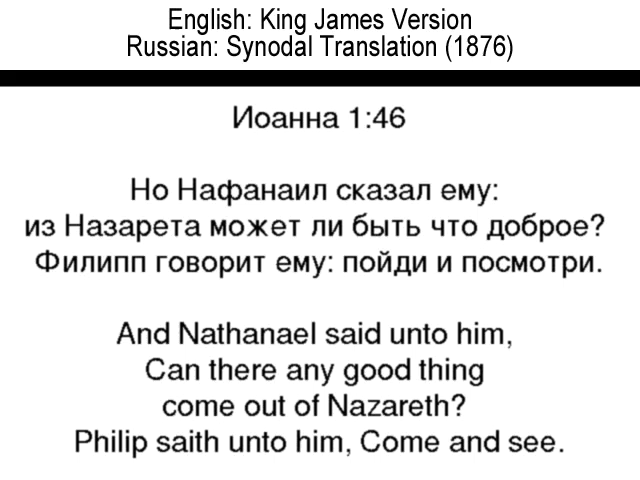 English: King James Version
Russian: Synodal Translation (1876)
Иоанна 1:46
Но Нафанаил сказал ему:
из Назарета может ли быть что доброе?
Филипп говорит ему: пойди и посмотри.
And Nathanael said unto him,
Can there any good thing
come out of Nazareth?
Philip saith unto him, Come and see.